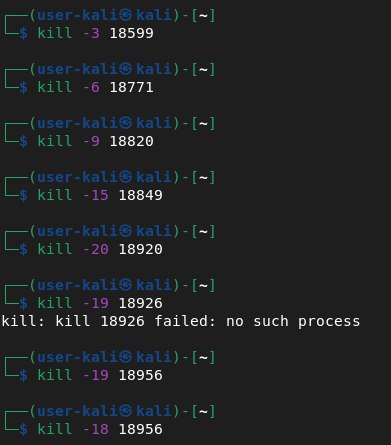 ┌──(user-kali㉿kali)-[~]
└─$ kill -3 18599
┌──(user-kali㉿kali)-[~]
└─$ kill -6 18771
┌──(user-kali㉿kali)-[~]
└─$ kill -9 18820
┌──(user-kali㉿kali)-[~]
└─$ kill -15 18849
┌──(user-kali㉿kali)-[~]
└─$ kill -20 18920
┌──(user-kali㉿kali)-[~]
└─$ kill -19 18926
kill: kill 18926 failed: no such process
┌──(user-kali㉿kali)-[~]
└─$ kill -19 18956
┌──(user-kali㉿kali)-[~]
└─$ kill -18 18956